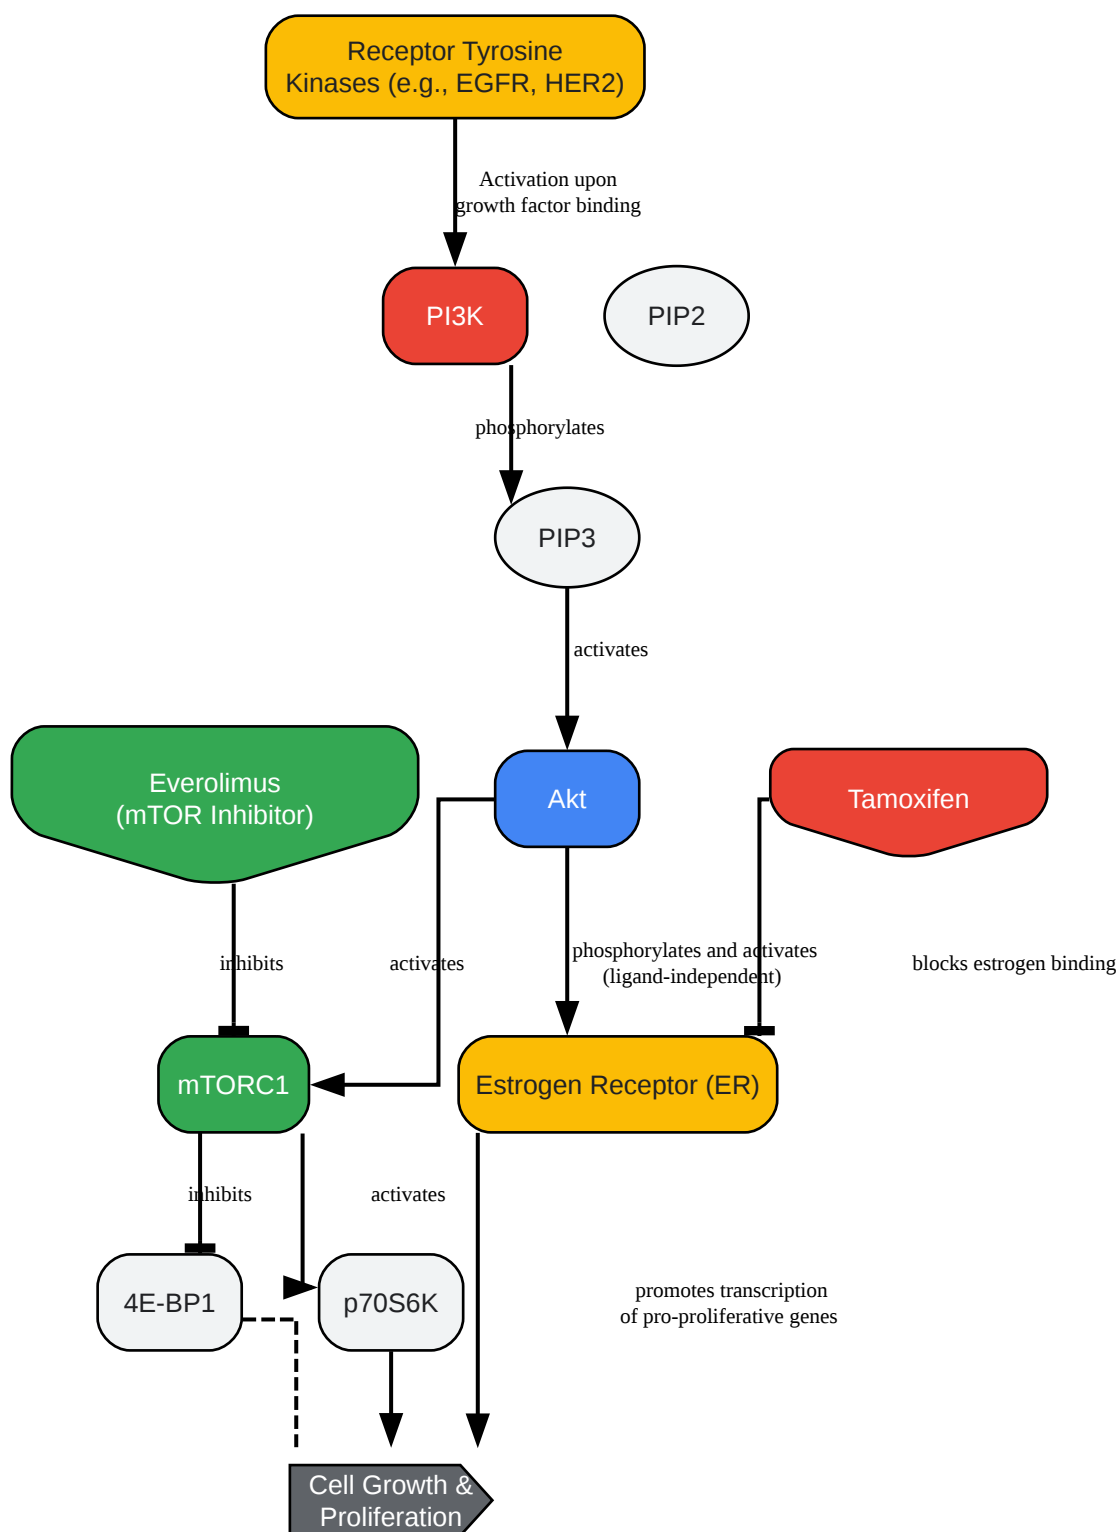 Receptor Tyrosine
Kinases (e.g., EGFR, HER2)
Activation upon
growth factor binding
PI3K
PIP2
phosphorylates
PIP3
activates
Everolimus
(mTOR Inhibitor)
Akt
Tamoxifen
inhibits
activates
phosphorylates and activates
(ligand-independent)
blocks estrogen binding
mTORC1
Estrogen Receptor (ER)
inhibits
activates
4E-BP1
p70S6K
promotes transcription
of pro-proliferative genes
Cell Growth &
Proliferation